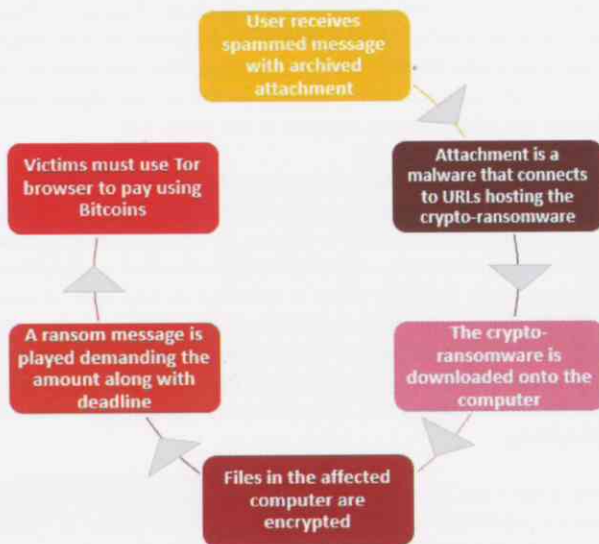 User receives
spammed message
with archived
attachment
Attachment is a
malware that connects
to URLs hosting the
crypto-ransomware
The crypto-
ransomware is
downloaded onto the
computer
Files in the affected
computer are
encrypted
A ransom message is
played demanding the
amount along with
deadline
Victims must use Tor
browser to pay using
Bitcoins